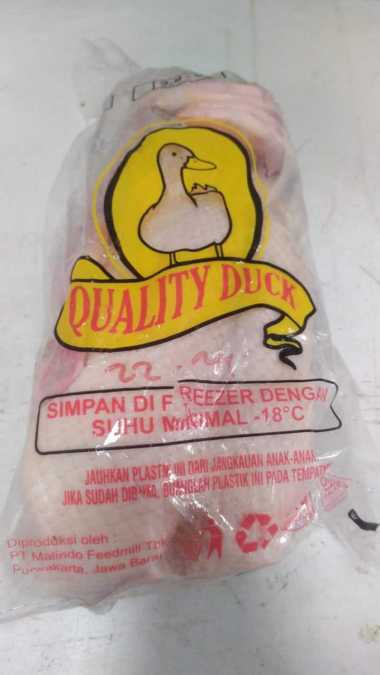 QUALITY DUCK
SIMPAN DI FREEZER DENGAN
SUHU MINIMAL -18°C
JAUHKAN PLASTIK INI DARI JANGKAUAN ANAK-ANAK
JIKA SUDAH DIBUKA, BUANGLAH PLASTIK INI PADA TEMPATNYA
Diproduksi oleh :
PT Malindo Feedmill Tbk
Purwakarta, Jawa Barat